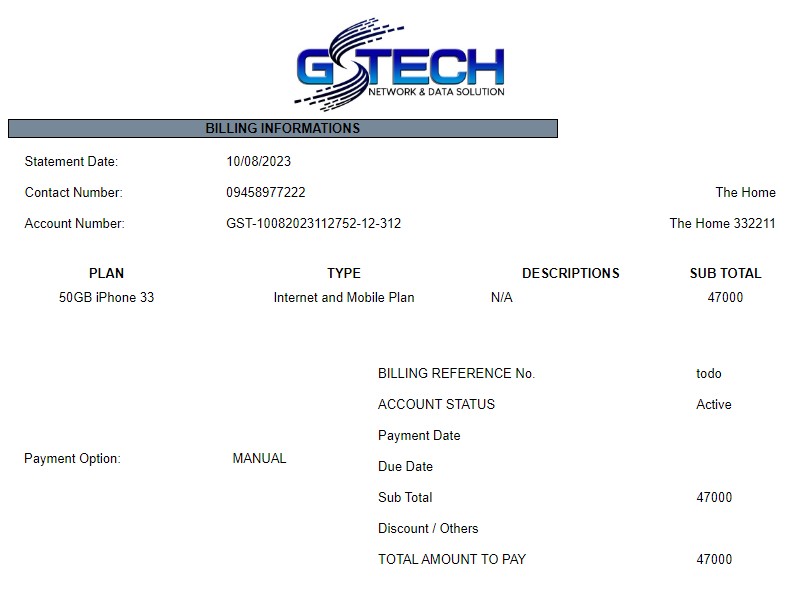 GSTECH
NETWORK & DATA SOLUTION
BILLING INFORMATIONS
Statement Date: 10/08/2023
Contact Number: 09458977222 The Home
Account Number: GST-10082023112752-12-312 The Home 332211
PLAN TYPE DESCRIPTIONS SUB TOTAL
50GB iPhone 33 Internet and Mobile Plan N/A 47000
BILLING REFERENCE No. todo
ACCOUNT STATUS Active
Payment Date
Payment Option: MANUAL
Due Date
Sub Total 47000
Discount / Others
TOTAL AMOUNT TO PAY 47000